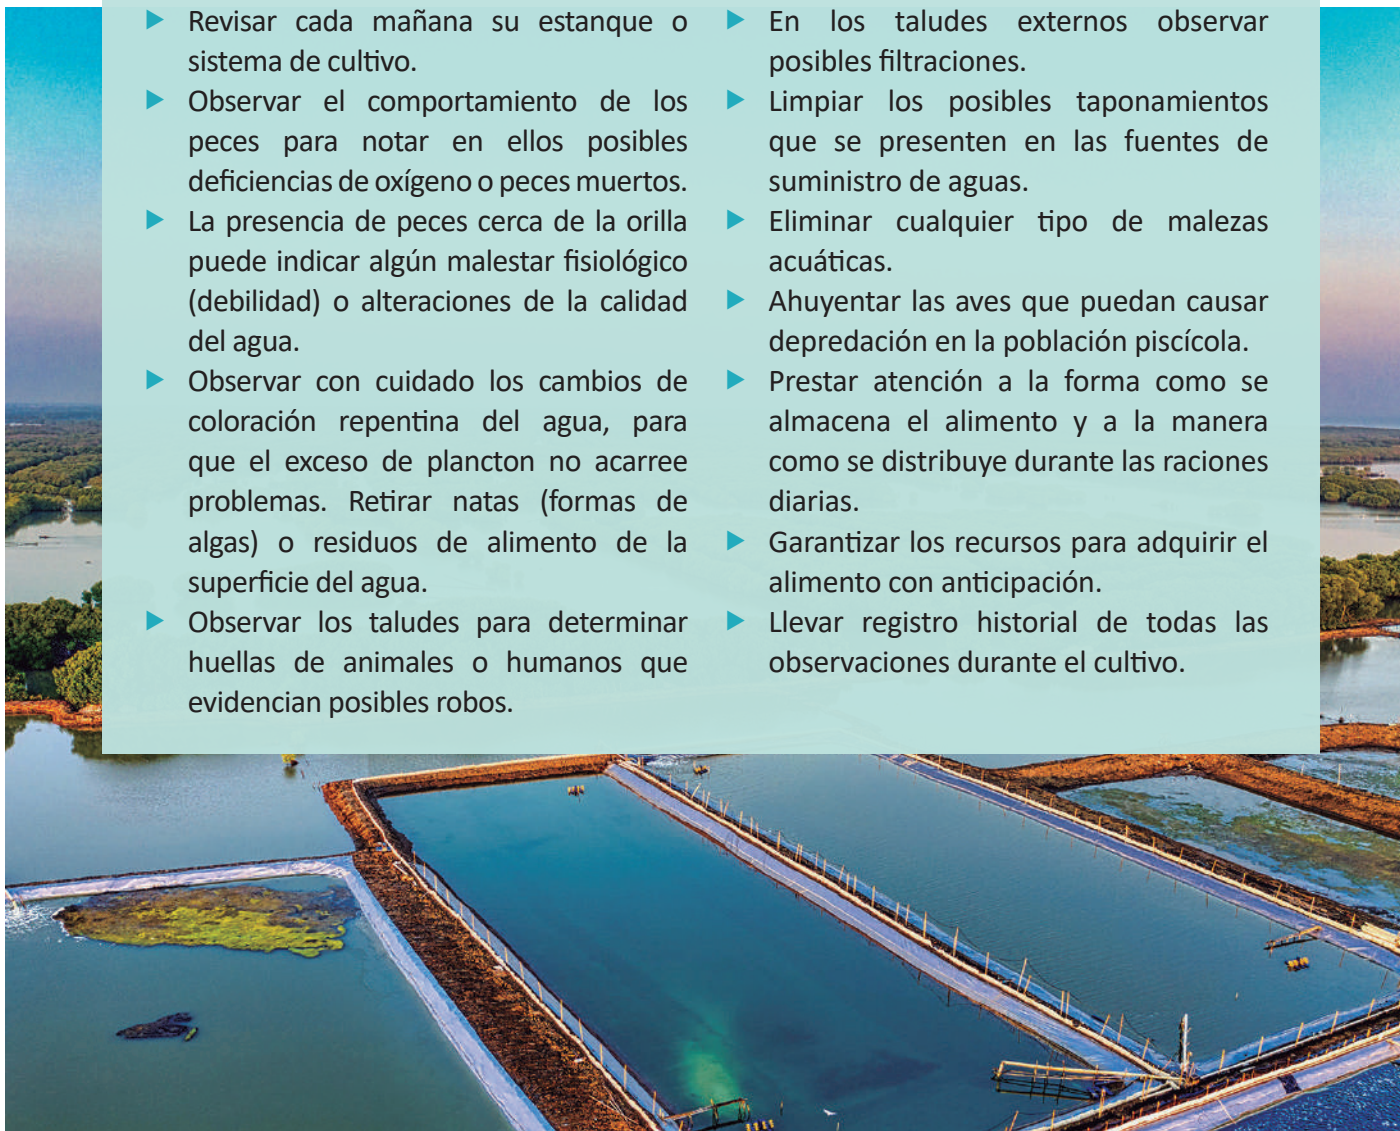 Revisar cada mañana su estanque o
sistema de cultivo.
Observar el comportamiento de los
peces para notar en ellos posibles
deficiencias de oxígeno o peces muertos.
La presencia de peces cerca de la orilla
puede indicar algún malestar fisiológico
(debilidad) o alteraciones de la calidad
del agua.
Observar con cuidado los cambios de
coloración repentina del agua, para
que el exceso de plancton no acarree
problemas. Retirar natas (formas de
algas) o residuos de alimento de la
superficie del agua.
Observar los taludes para determinar
huellas de animales o humanos que
evidencian posibles robos.
En los taludes externos observar
posibles filtraciones.
Limpiar los posibles taponamientos
que se presenten en las fuentes de
suministro de aguas.
Eliminar cualquier tipo de malezas
acuáticas.
Ahuyentar las aves que puedan causar
depredación en la población piscícola.
Prestar atención a la forma como se
almacena el alimento y a la manera
como se distribuye durante las raciones
diarias.
Garantizar los recursos para adquirir el
alimento con anticipación.
Llevar registro historial de todas las
observaciones durante el cultivo.